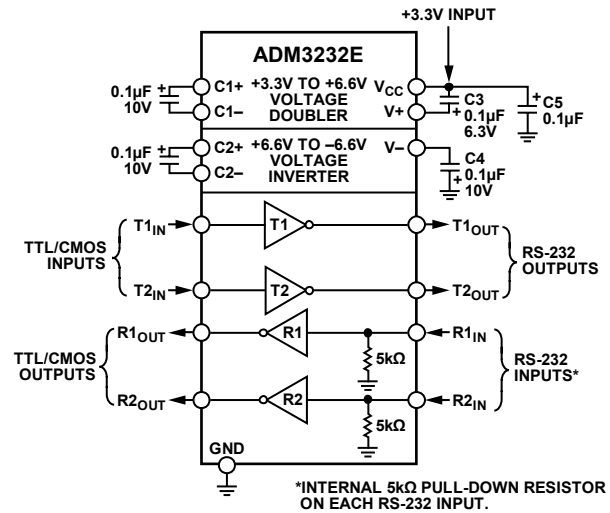 +3.3V INPUT
ADM3232E
0.1µF
10V
C1+
C1–
+3.3V TO +6.6V
VOLTAGE
DOUBLER
VCC
V+
C3
0.1µF
6.3V
C5
0.1µF
0.1µF
10V
C2+
C2–
+6.6V TO –6.6V
VOLTAGE
INVERTER
V–
C4
0.1µF
10V
TTL/CMOS
INPUTS
T1IN
T1
T1OUT
T2IN
T2
T2OUT
RS-232
OUTPUTS
TTL/CMOS
OUTPUTS
R1OUT
R1
5kΩ
R1IN
R2OUT
R2
5kΩ
R2IN
RS-232
INPUTS*
GND
*INTERNAL 5kΩ PULL-DOWN RESISTOR
ON EACH RS-232 INPUT.